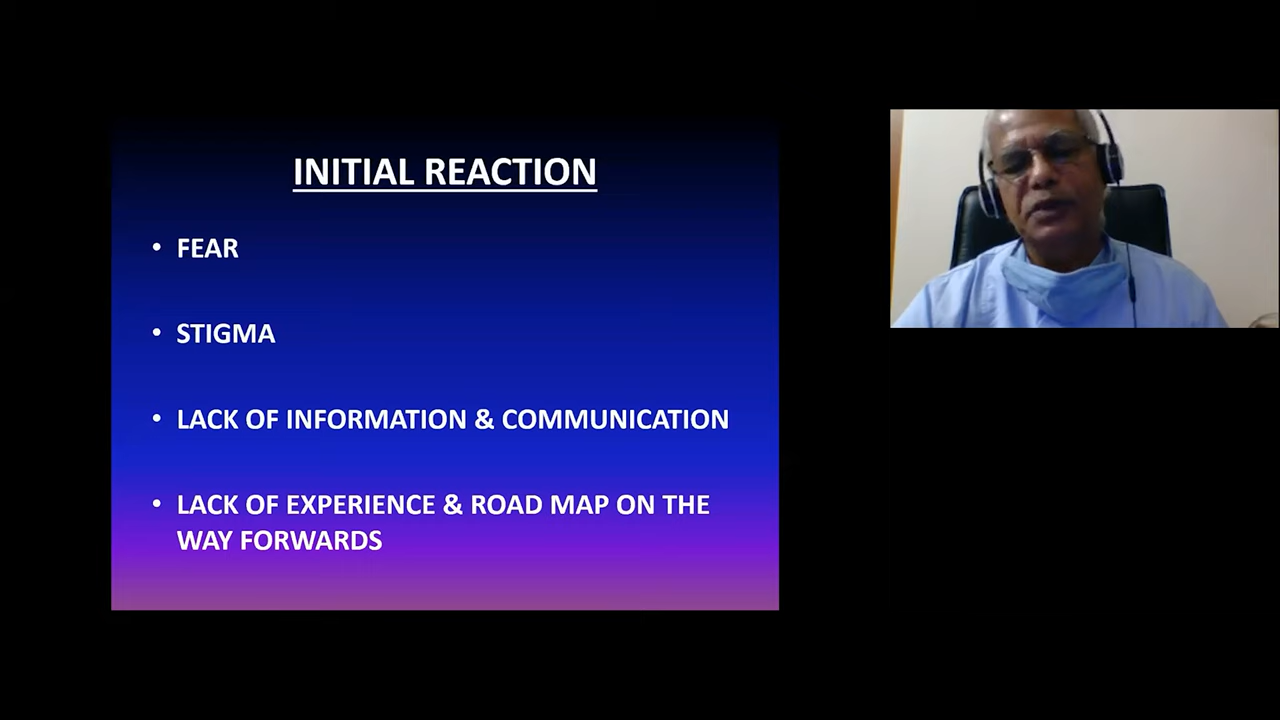 INITIAL REACTION
• FEAR
• STIGMA
• LACK OF INFORMATION & COMMUNICATION
• LACK OF EXPERIENCE & ROAD MAP ON THE
WAY FORWARDS